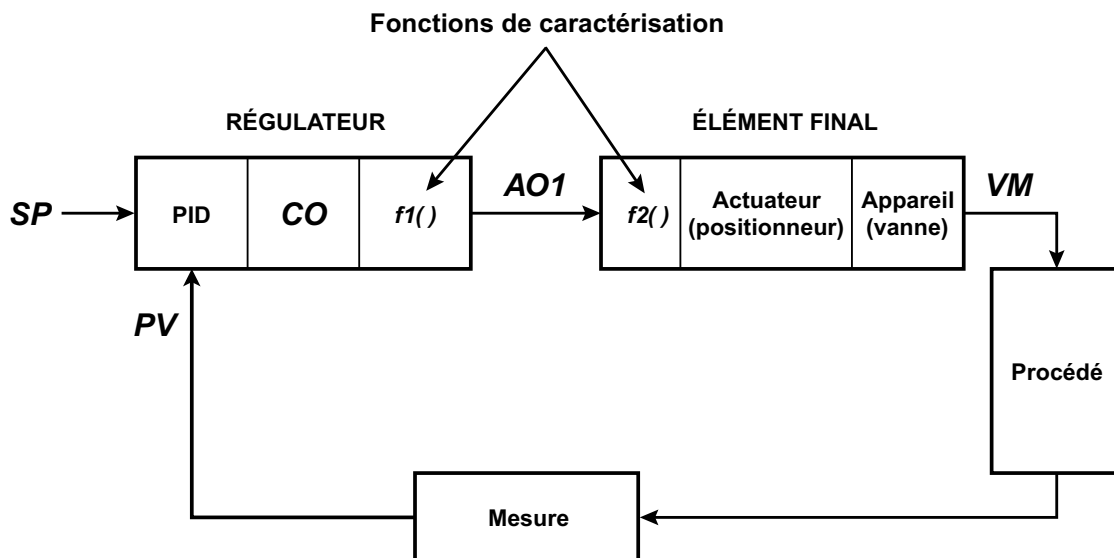 Fonctions de caractérisation
RÉGULATEUR
ÉLÉMENT FINAL
SP
PID
CO
f1( )
AO1
f2( )
Actuateur
(positionneur)
Appareil
(vanne)
VM
PV
Procédé
Mesure